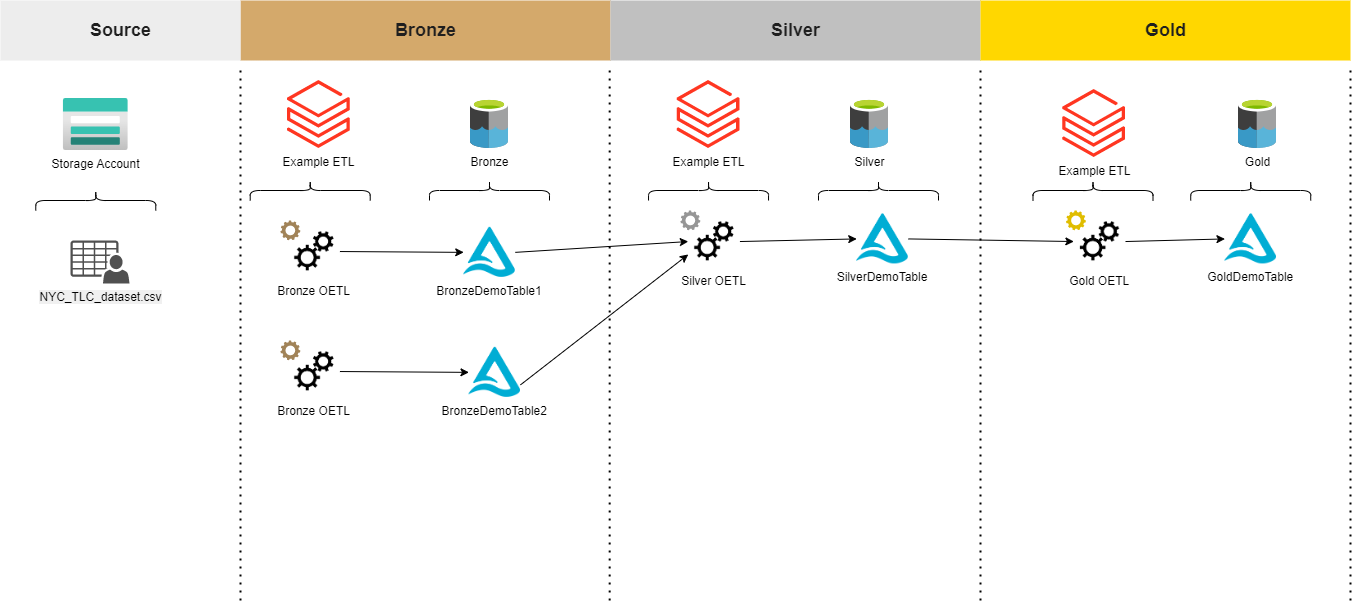 Source
Bronze
Silver
Gold
Storage Account
Example ETL
Bronze
Example ETL
Silver
Example ETL
Gold
NYC_TLC_dataset.csv
Bronze OETL
BronzeDemoTable1
Silver OETL
SilverDemoTable
Gold OETL
GoldDemoTable
Bronze OETL
BronzeDemoTable2